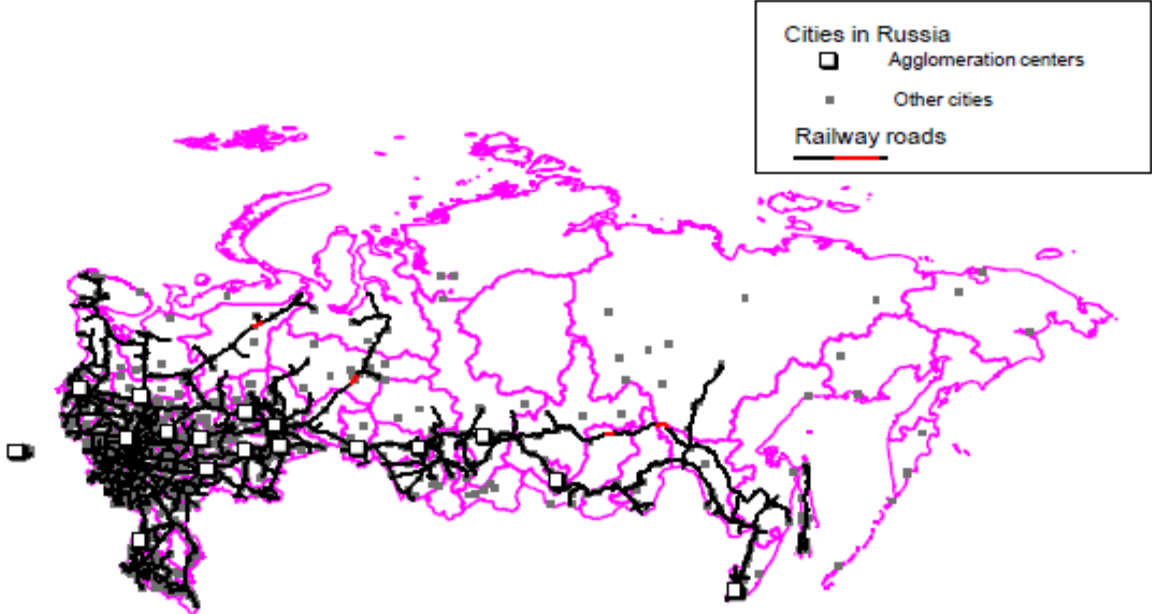 Cities in Russia
Agglomeration centers
Other cities
Railway roads